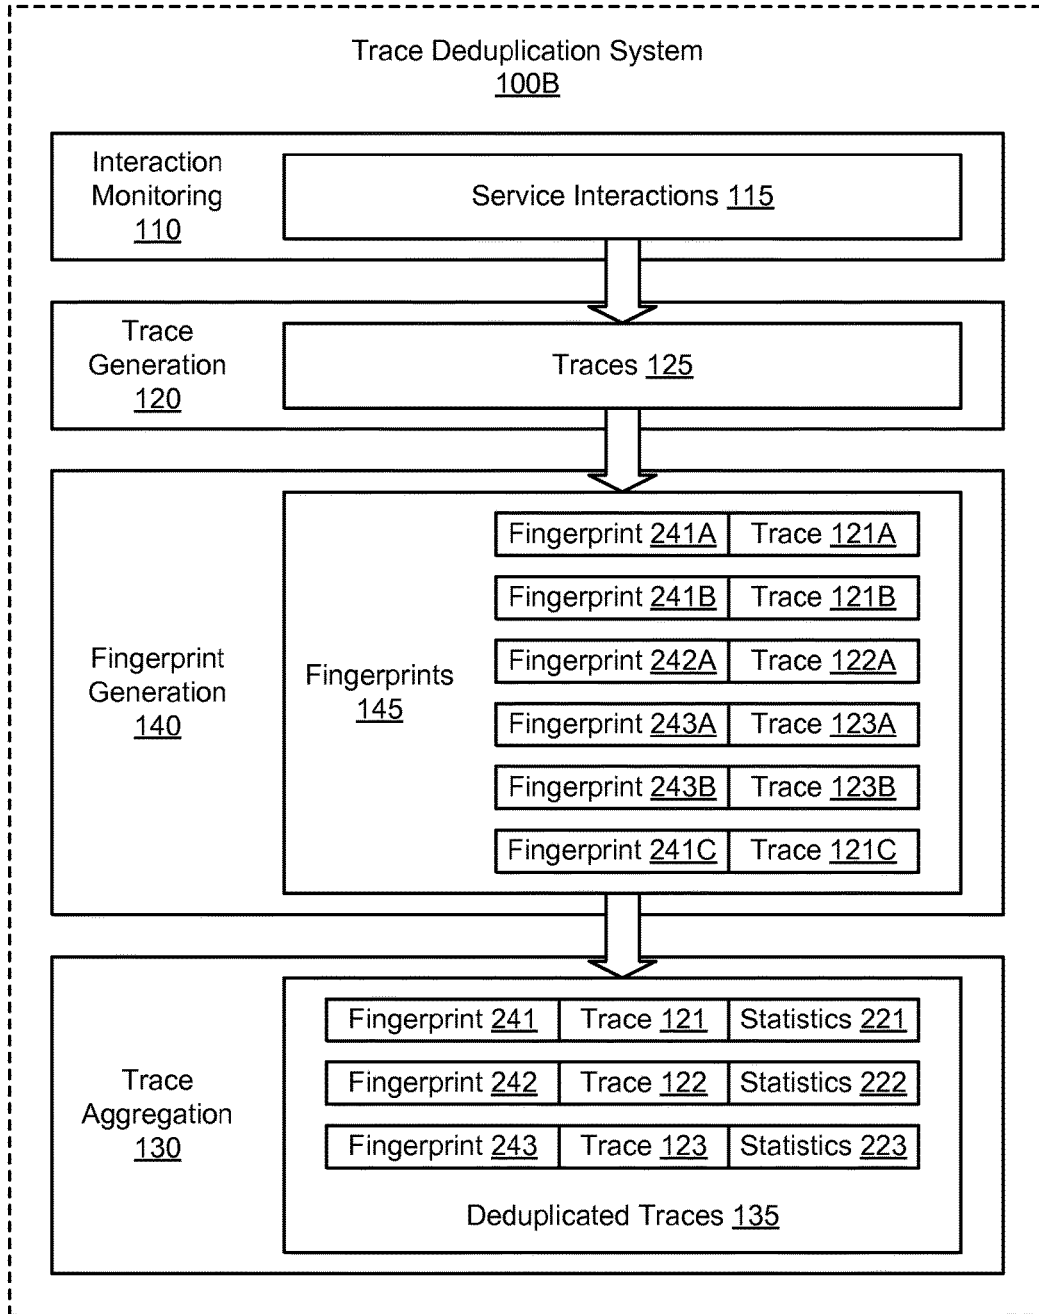 Trace Deduplication System
100B
Interaction
Monitoring
110
Service Interactions 115
Trace
Generation
120
Traces 125
Fingerprint
Generation
140
Fingerprints
145
Fingerprint 241A Trace 121A
Fingerprint 241B Trace 121B
Fingerprint 242A Trace 122A
Fingerprint 243A Trace 123A
Fingerprint 243B Trace 123B
Fingerprint 241C Trace 121C
Trace
Aggregation
130
Fingerprint 241 Trace 121 Statistics 221
Fingerprint 242 Trace 122 Statistics 222
Fingerprint 243 Trace 123 Statistics 223
Deduplicated Traces 135